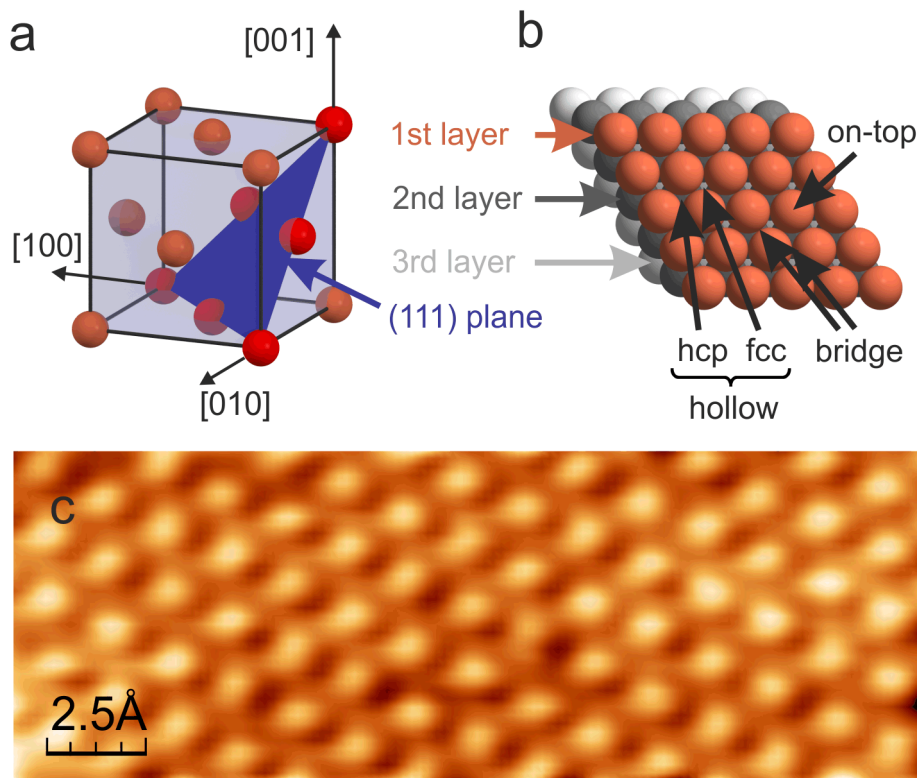 a
[001]
[100]
[010]
(111) plane
b
1st layer
2nd layer
3rd layer
on-top
hcp fcc bridge
hollow
c
2.5Å